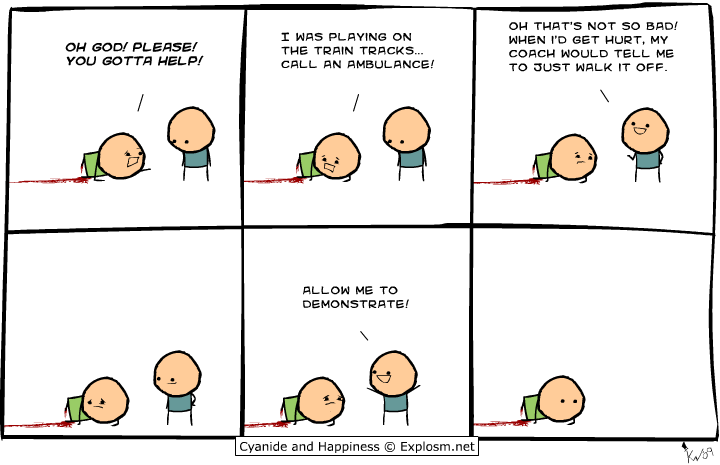 OH GOD! PLEASE!
YOU GOTTA HELP!
I WAS PLAYING ON
THE TRAIN TRACKS...
CALL AN AMBULANCE!
OH THAT'S NOT SO BAD!
WHEN I'D GET HURT, MY
COACH WOULD TELL ME
TO JUST WALK IT OFF.
ALLOW ME TO
DEMONSTRATE!
Cyanide and Happiness © Explosm.net